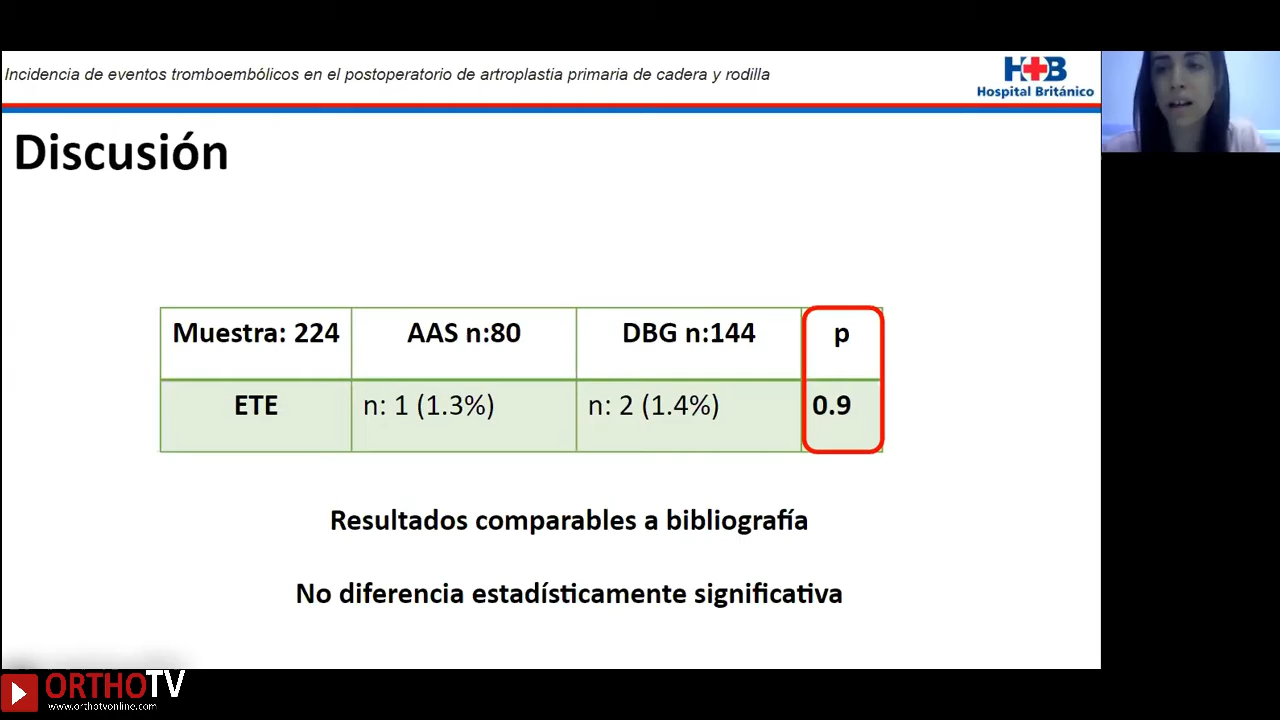 Incidencia de eventos tromboembólicos en el postoperatorio de artroplastia primaria de cadera y rodilla
H+B
Hospital Británico
Discusión
Muestra: 224 AAS n:80 DBG n:144 p
ETE n: 1 (1.3%) n: 2 (1.4%) 0.9
Resultados comparables a bibliografía
No diferencia estadísticamente significativa
ORTHOTV
www.orthotvonline.com